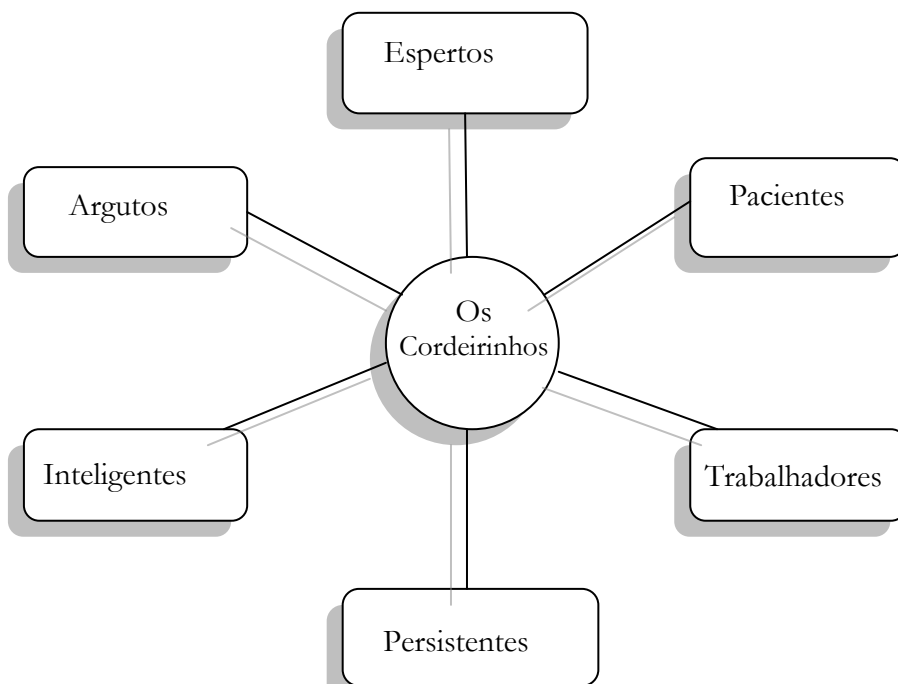 Espertos
Argutos
Pacientes
Os
Cordeirinhos
Inteligentes
Trabalhadores
Persistentes